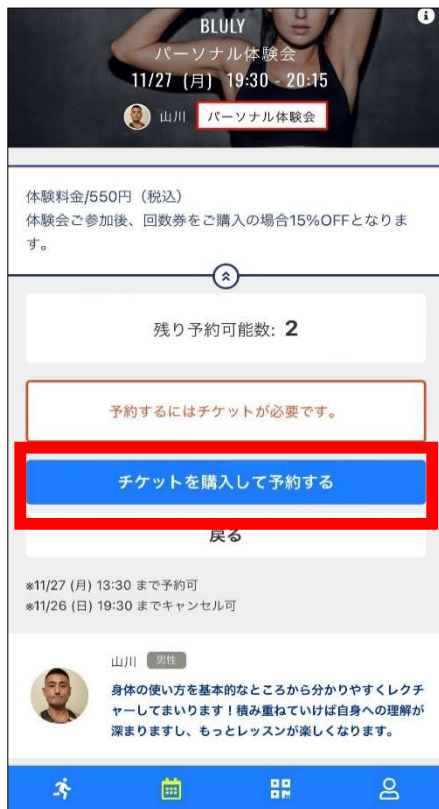 BLULY
パーソナル体験会
11/27 (月) 19:30 - 20:15
山川 パーソナル体験会
体験料金/550円（税込）
体験会ご参加後、回数券をご購入の場合15%OFFとなりま
す。
残り予約可能数: 2
予約するにはチケットが必要です。
チケットを購入して予約する
戻る
※11/27 (月) 13:30 まで予約可
※11/26 (日) 19:30 までキャンセル可
山川 男性
身体の使い方を基本的なところから分かりやすくレクチ
ャーしてまいります！積み重ねていけば自身への理解が
深まりますし、もっとレッスンが楽しくなります。